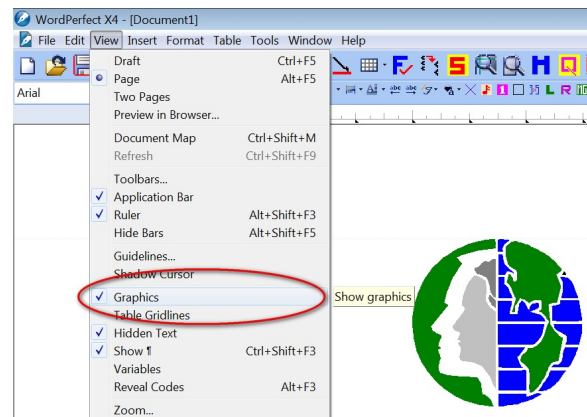 WordPerfect X4 - [Document1]
File Edit View Insert Format Table Tools Window Help
Arial
Draft Ctrl+F5
Page Alt+F5
Two Pages
Preview in Browser...
Document Map Ctrl+Shift+M
Refresh Ctrl+Shift+F9
Toolbars...
Application Bar
Ruler Alt+Shift+F3
Hide Bars Alt+Shift+F5
Guidelines...
Shadow Cursor
Graphics
Show graphics
Table Gridlines
Hidden Text
Show ¶ Ctrl+Shift+F3
Variables
Reveal Codes Alt+F3
Zoom...